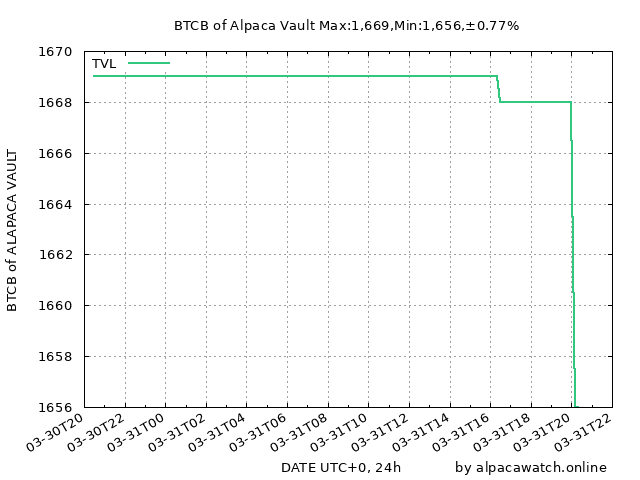 BTCB of Alpaca Vault Max:1,669,Min:1,656,±0.77%
TVL
1670
1668
1666
1664
1662
1660
1658
1656
BTCB of ALAPACA VAULT
03-30T20
03-30T22
03-31T00
03-31T02
03-31T04
03-31T06
03-31T08
03-31T10
03-31T12
03-31T14
03-31T16
03-31T18
03-31T20
03-31T22
DATE UTC+0, 24h
by alpacawatch.online